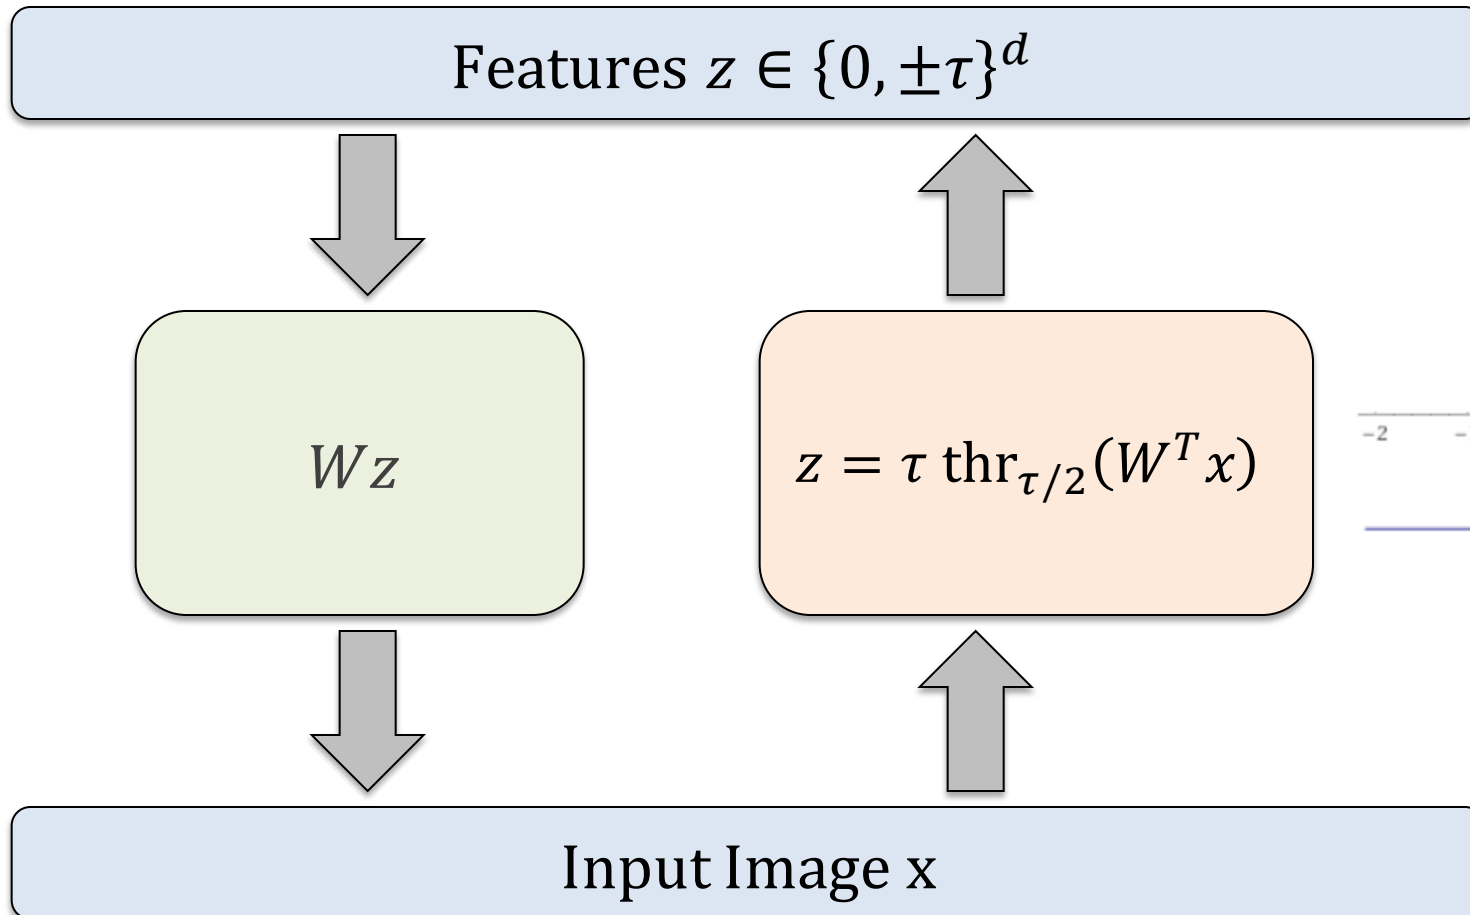 Features z ∈ {0, ±τ}^d
Wz
z = τ thr_{τ/2}(W^T x)
−2 −
Input Image x